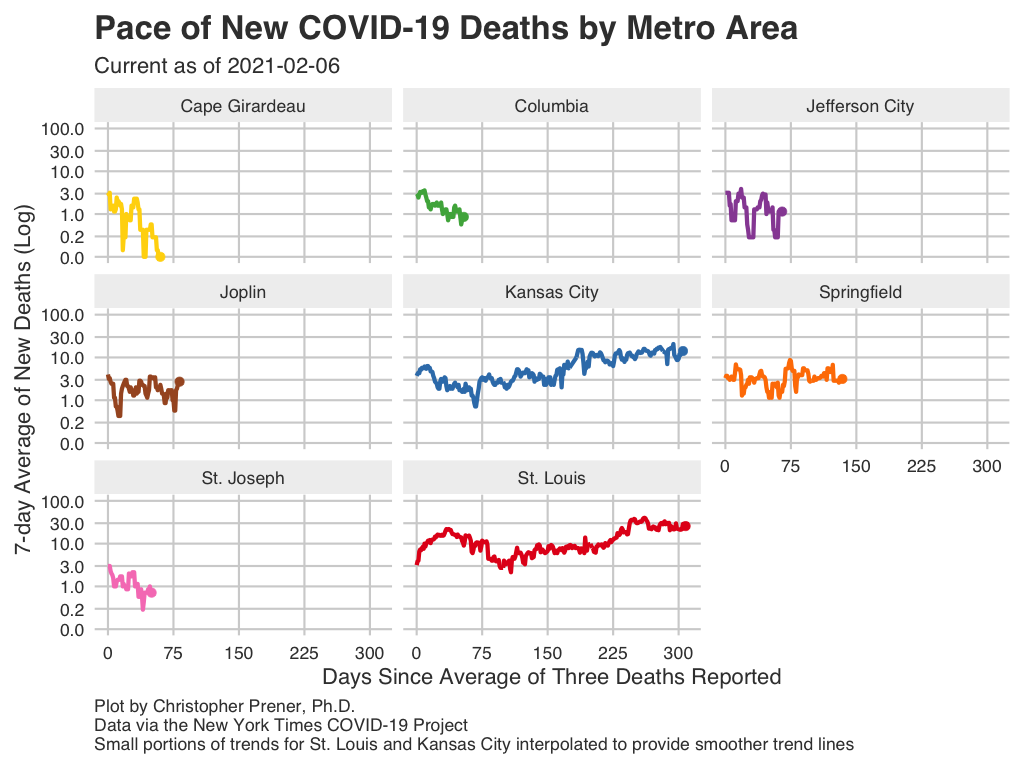 Pace of New COVID-19 Deaths by Metro Area
Current as of 2021-02-06
Cape Girardeau Columbia Jefferson City
100.0
30.0
10.0
3.0
1.0
0.2
0.0
Joplin Kansas City Springfield
100.0
30.0
10.0
3.0
1.0
0.2
0.0
0 75 150 225 300
St. Joseph St. Louis
100.0
30.0
10.0
3.0
1.0
0.2
0.0
0 75 150 225 300 0 75 150 225 300
7-day Average of New Deaths (Log)
Days Since Average of Three Deaths Reported
Plot by Christopher Prener, Ph.D.
Data via the New York Times COVID-19 Project
Small portions of trends for St. Louis and Kansas City interpolated to provide smoother trend lines